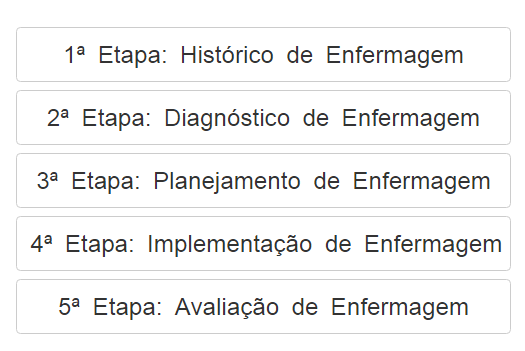 1ª Etapa: Histórico de Enfermagem
2ª Etapa: Diagnóstico de Enfermagem
3ª Etapa: Planejamento de Enfermagem
4ª Etapa: Implementação de Enfermagem
5ª Etapa: Avaliação de Enfermagem